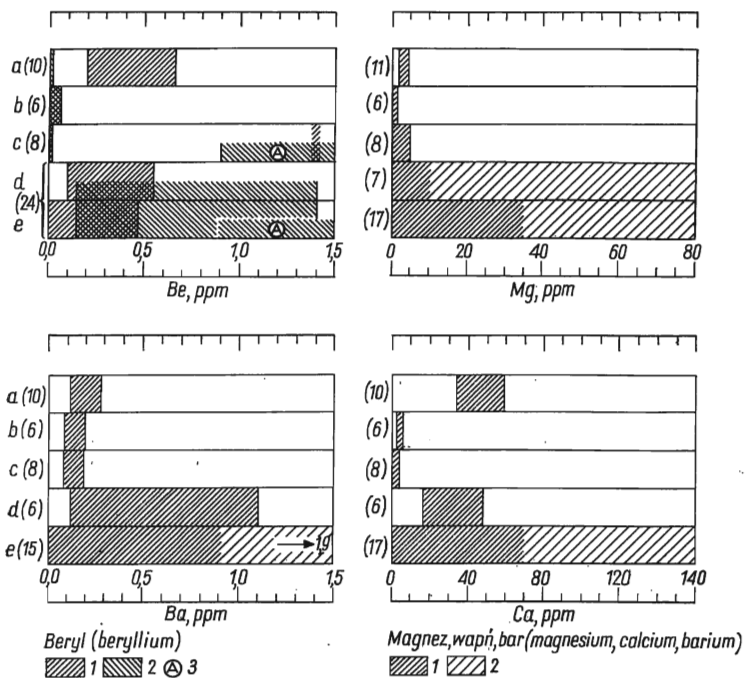 a (10)
b (6)
c (8)
d
(24)
e
0,0 0,5 1,0 1,5
Be, ppm
A
A
(11)
(6)
(8)
(7)
(17)
0 20 40 60 80
Mg, ppm
a (10)
b (6)
c (8)
d (6)
e (15)
19
0,0 0,5 1,0 1,5
Ba, ppm
(10)
(6)
(8)
(6)
(17)
0 40 80 120 140
Ca, ppm
Beryl (beryllium)
1 2 A 3
Magnez, wapń, bar (magnesium, calcium, barium)
1 2